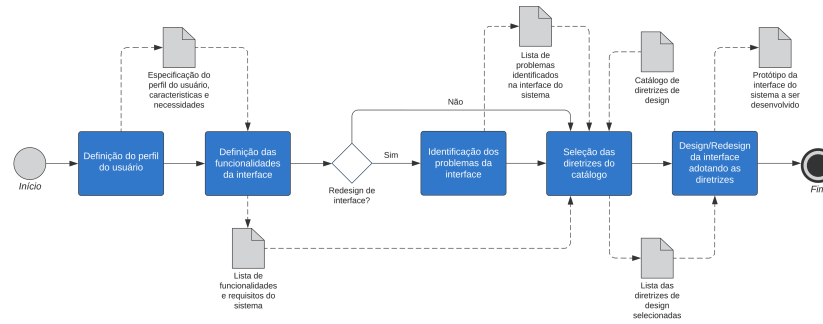 Início
Definição do perfil
do usuário
Especificação do
perfil do usuário,
características e
necessidades
Definição das
funcionalidades
da interface
Lista de
funcionalidades
e requisitos do
sistema
Redesign de
interface?
Não
Sim
Identificação dos
problemas da
interface
Lista de
problemas
identificados
na interface do
sistema
Seleção das
diretrizes do
catálogo
Catálogo de
diretrizes de
design
Lista das
diretrizes de
design
selecionadas
Design/Redesign
da interface
adotando as
diretrizes
Protótipo da
interface do
sistema a ser
desenvolvido
Fim